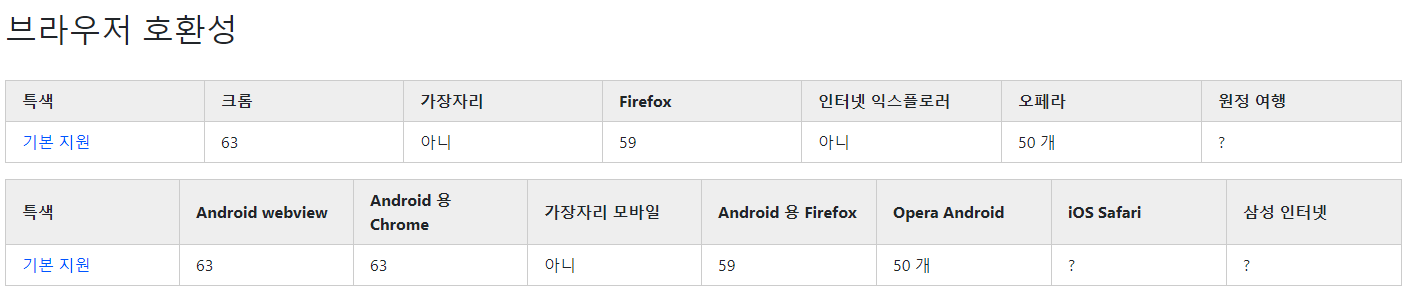 브라우저 호환성
특색 크롬 가장자리 Firefox 인터넷 익스플로러 오페라 원정 여행
기본 지원 63 아니 59 아니 50 개 ?
특색 Android webview Android 용 Chrome 가장자리 모바일 Android 용 Firefox Opera Android iOS Safari 삼성 인터넷
기본 지원 63 63 아니 59 50 개 ? ?